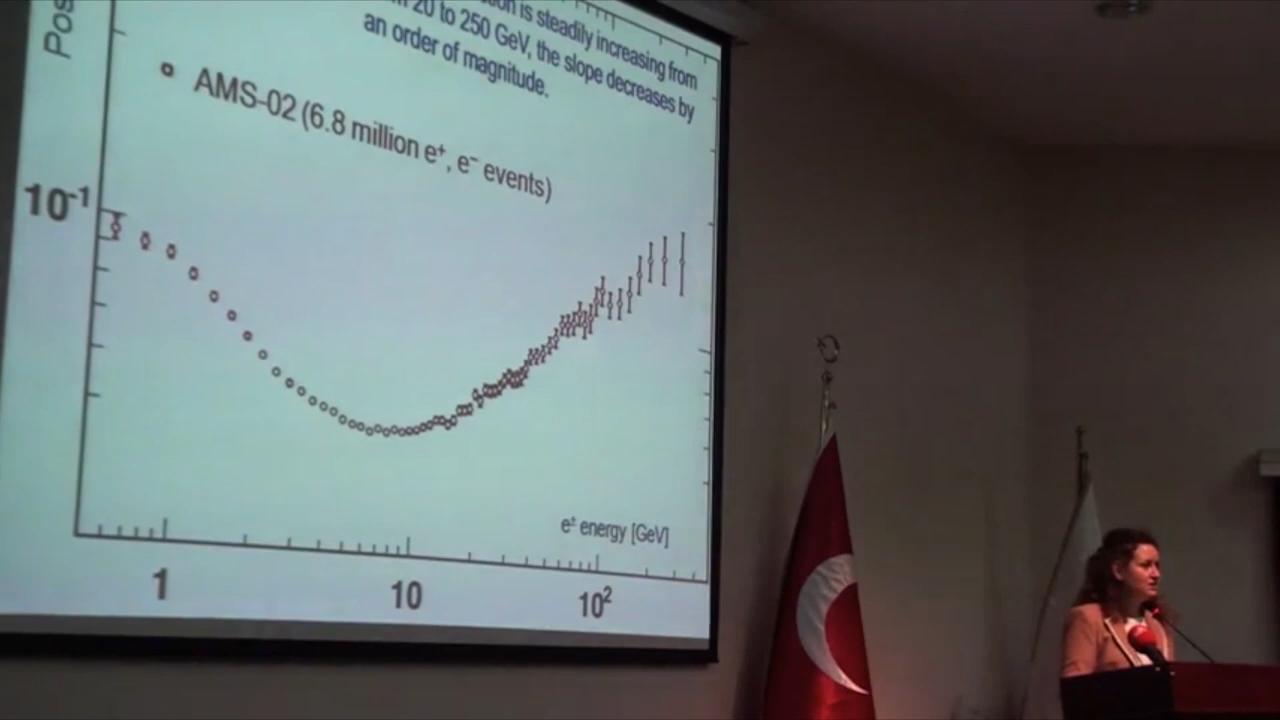 Pos
is steadily increasing from
20 to 250 GeV, the slope decreases by
an order of magnitude.
AMS-02 (6.8 million e⁺, e⁻ events)
10⁻¹
e± energy [GeV]
1
10
10²